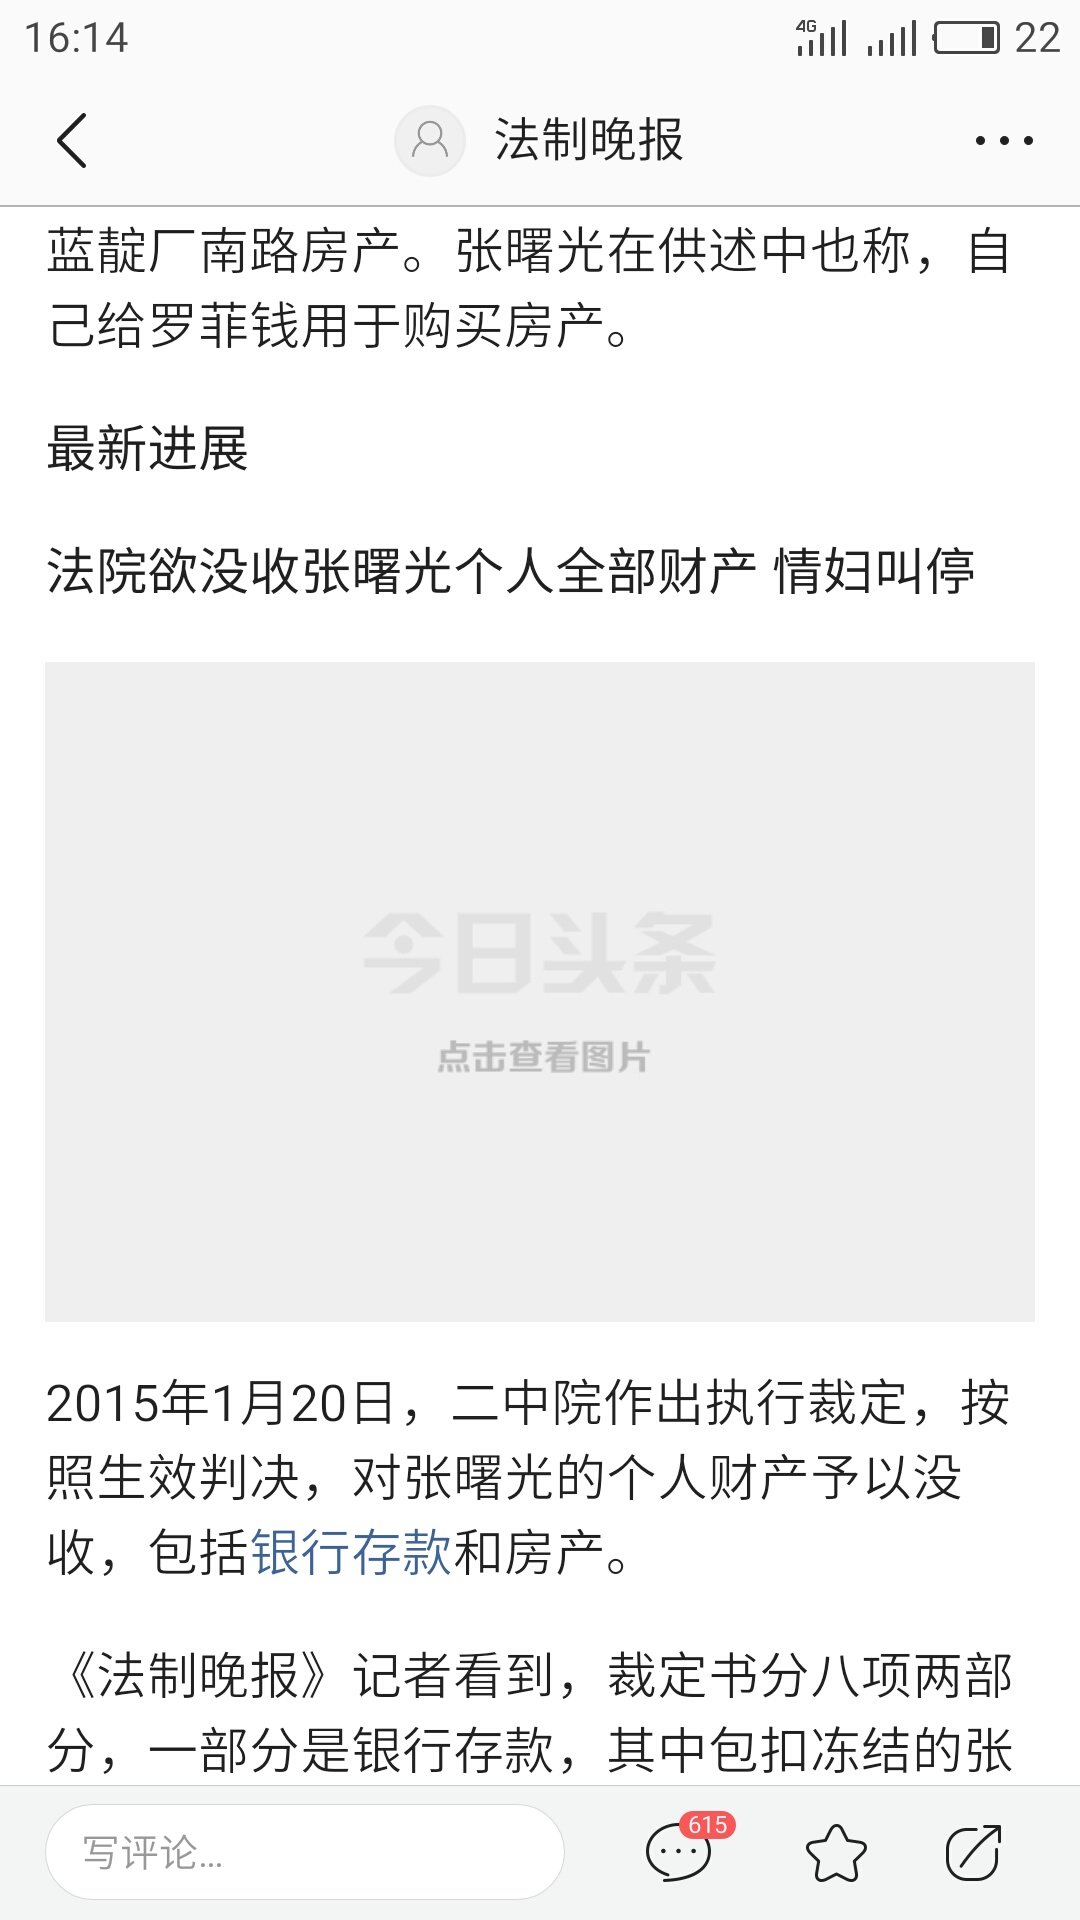 16:14
4G
22
法制晚报
蓝靛厂南路房产。张曙光在供述中也称，自
己给罗菲钱用于购买房产。
最新进展
法院欲没收张曙光个人全部财产 情妇叫停
今日头条
点击查看图片
2015年1月20日，二中院作出执行裁定，按
照生效判决，对张曙光的个人财产予以没
收，包括银行存款和房产。
《法制晚报》记者看到，裁定书分八项两部
分，一部分是银行存款，其中包扣冻结的张
写评论...
615